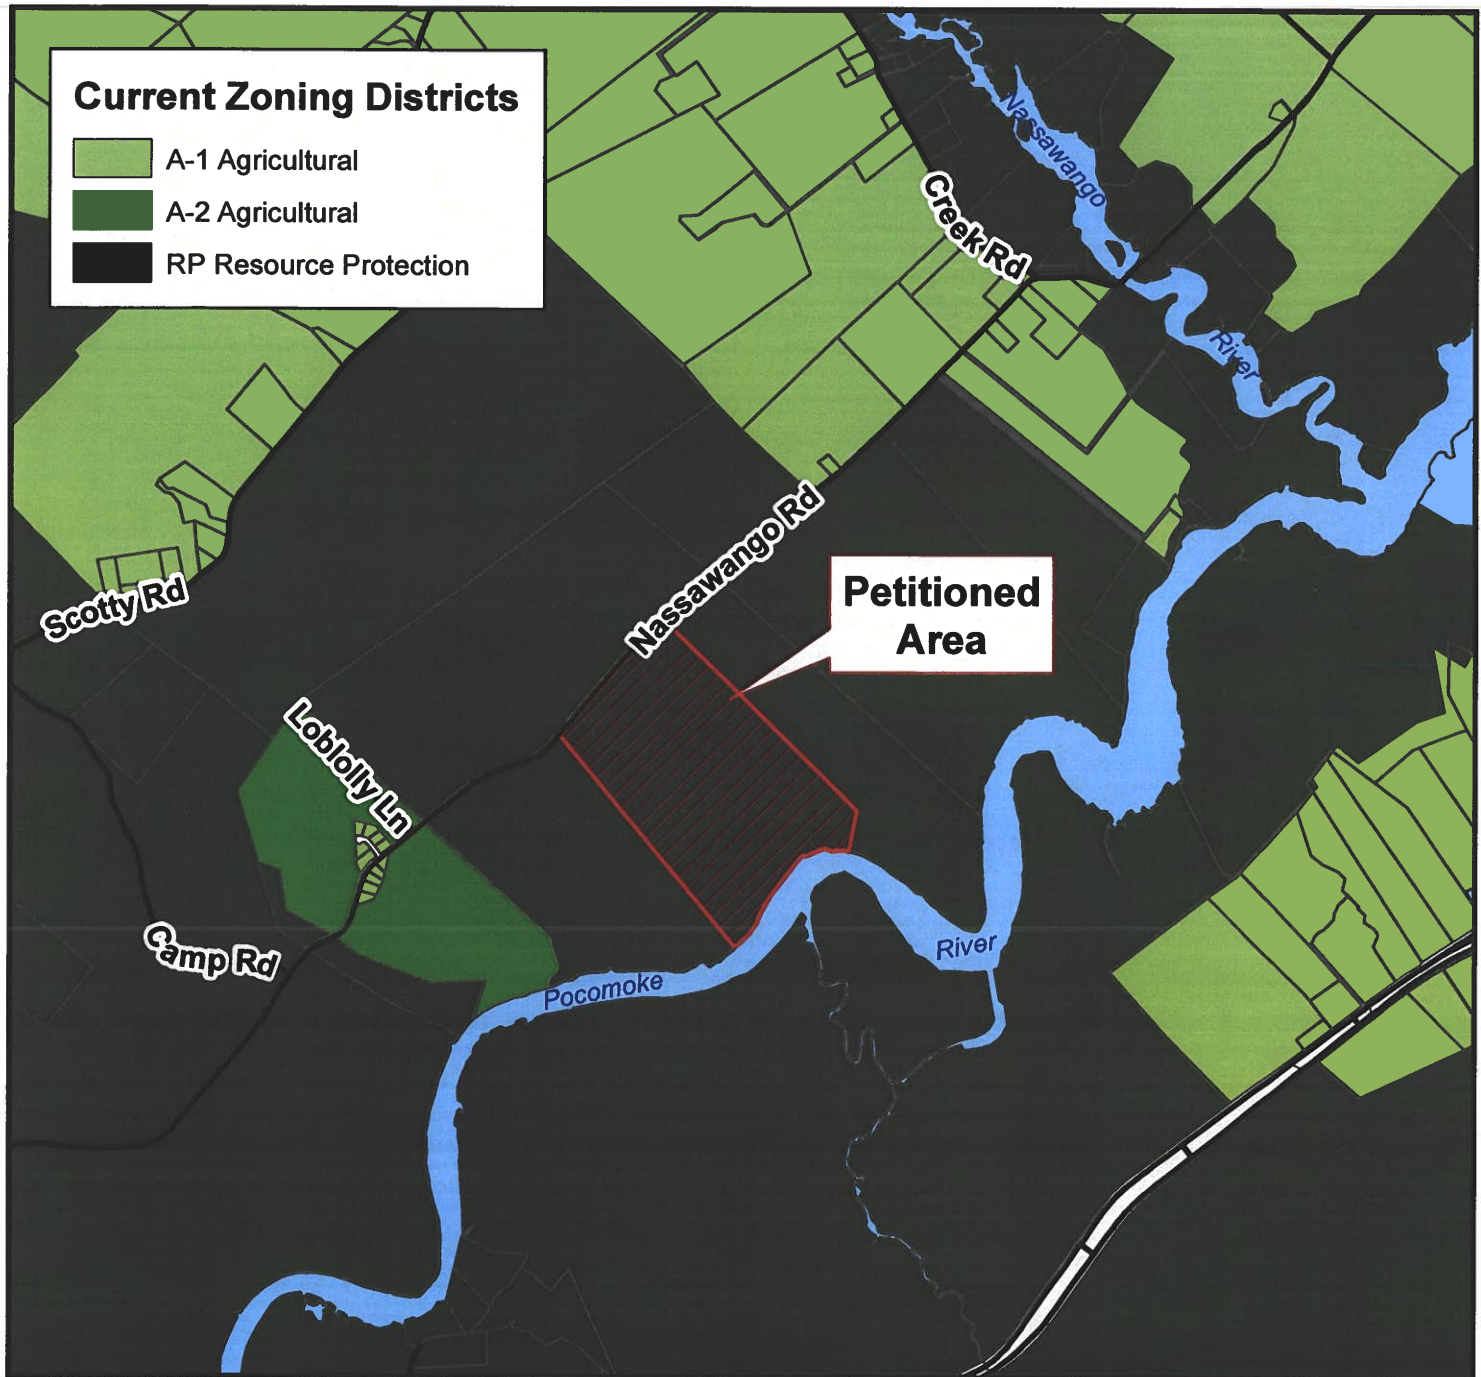 Current Zoning Districts
A-1 Agricultural
A-2 Agricultural
RP Resource Protection
Nassawango
River
Creek Rd
Nassawango Rd
Scotty Rd
Petitioned
Area
Loblolly Ln
Camp Rd
River
Pocomoke